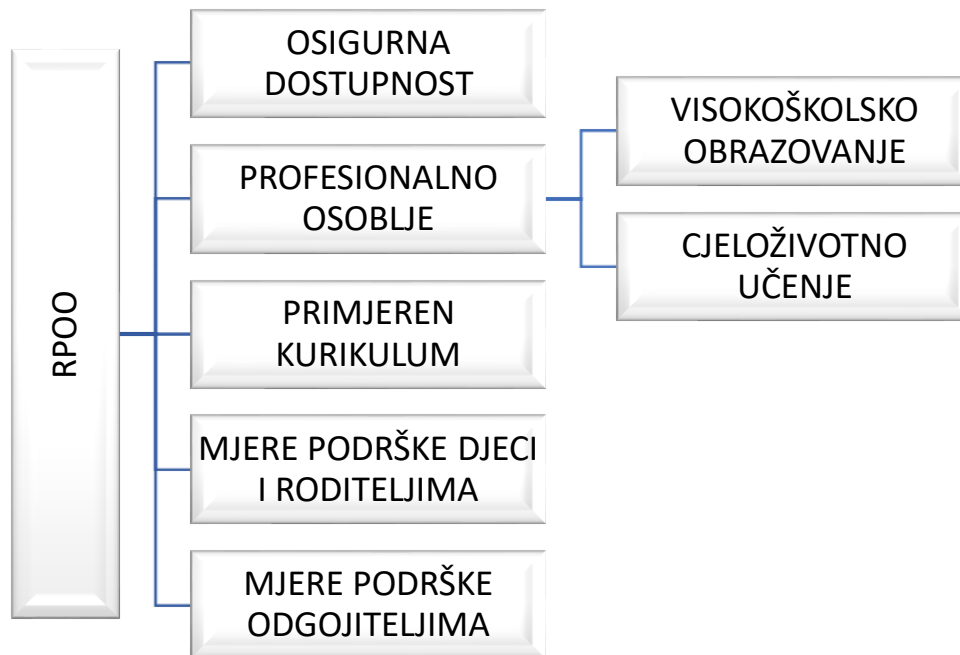 RPOO
OSIGURNA
DOSTUPNOST
PROFESIONALNO
OSOBLJE
VISOKOŠKOLSKO
OBRAZOVANJE
CJELOŽIVOTNO
UČENJE
PRIMJEREN
KURIKULUM
MJERE PODRŠKE DJECI
I RODITELJIMA
MJERE PODRŠKE
ODGOJITELJIMA